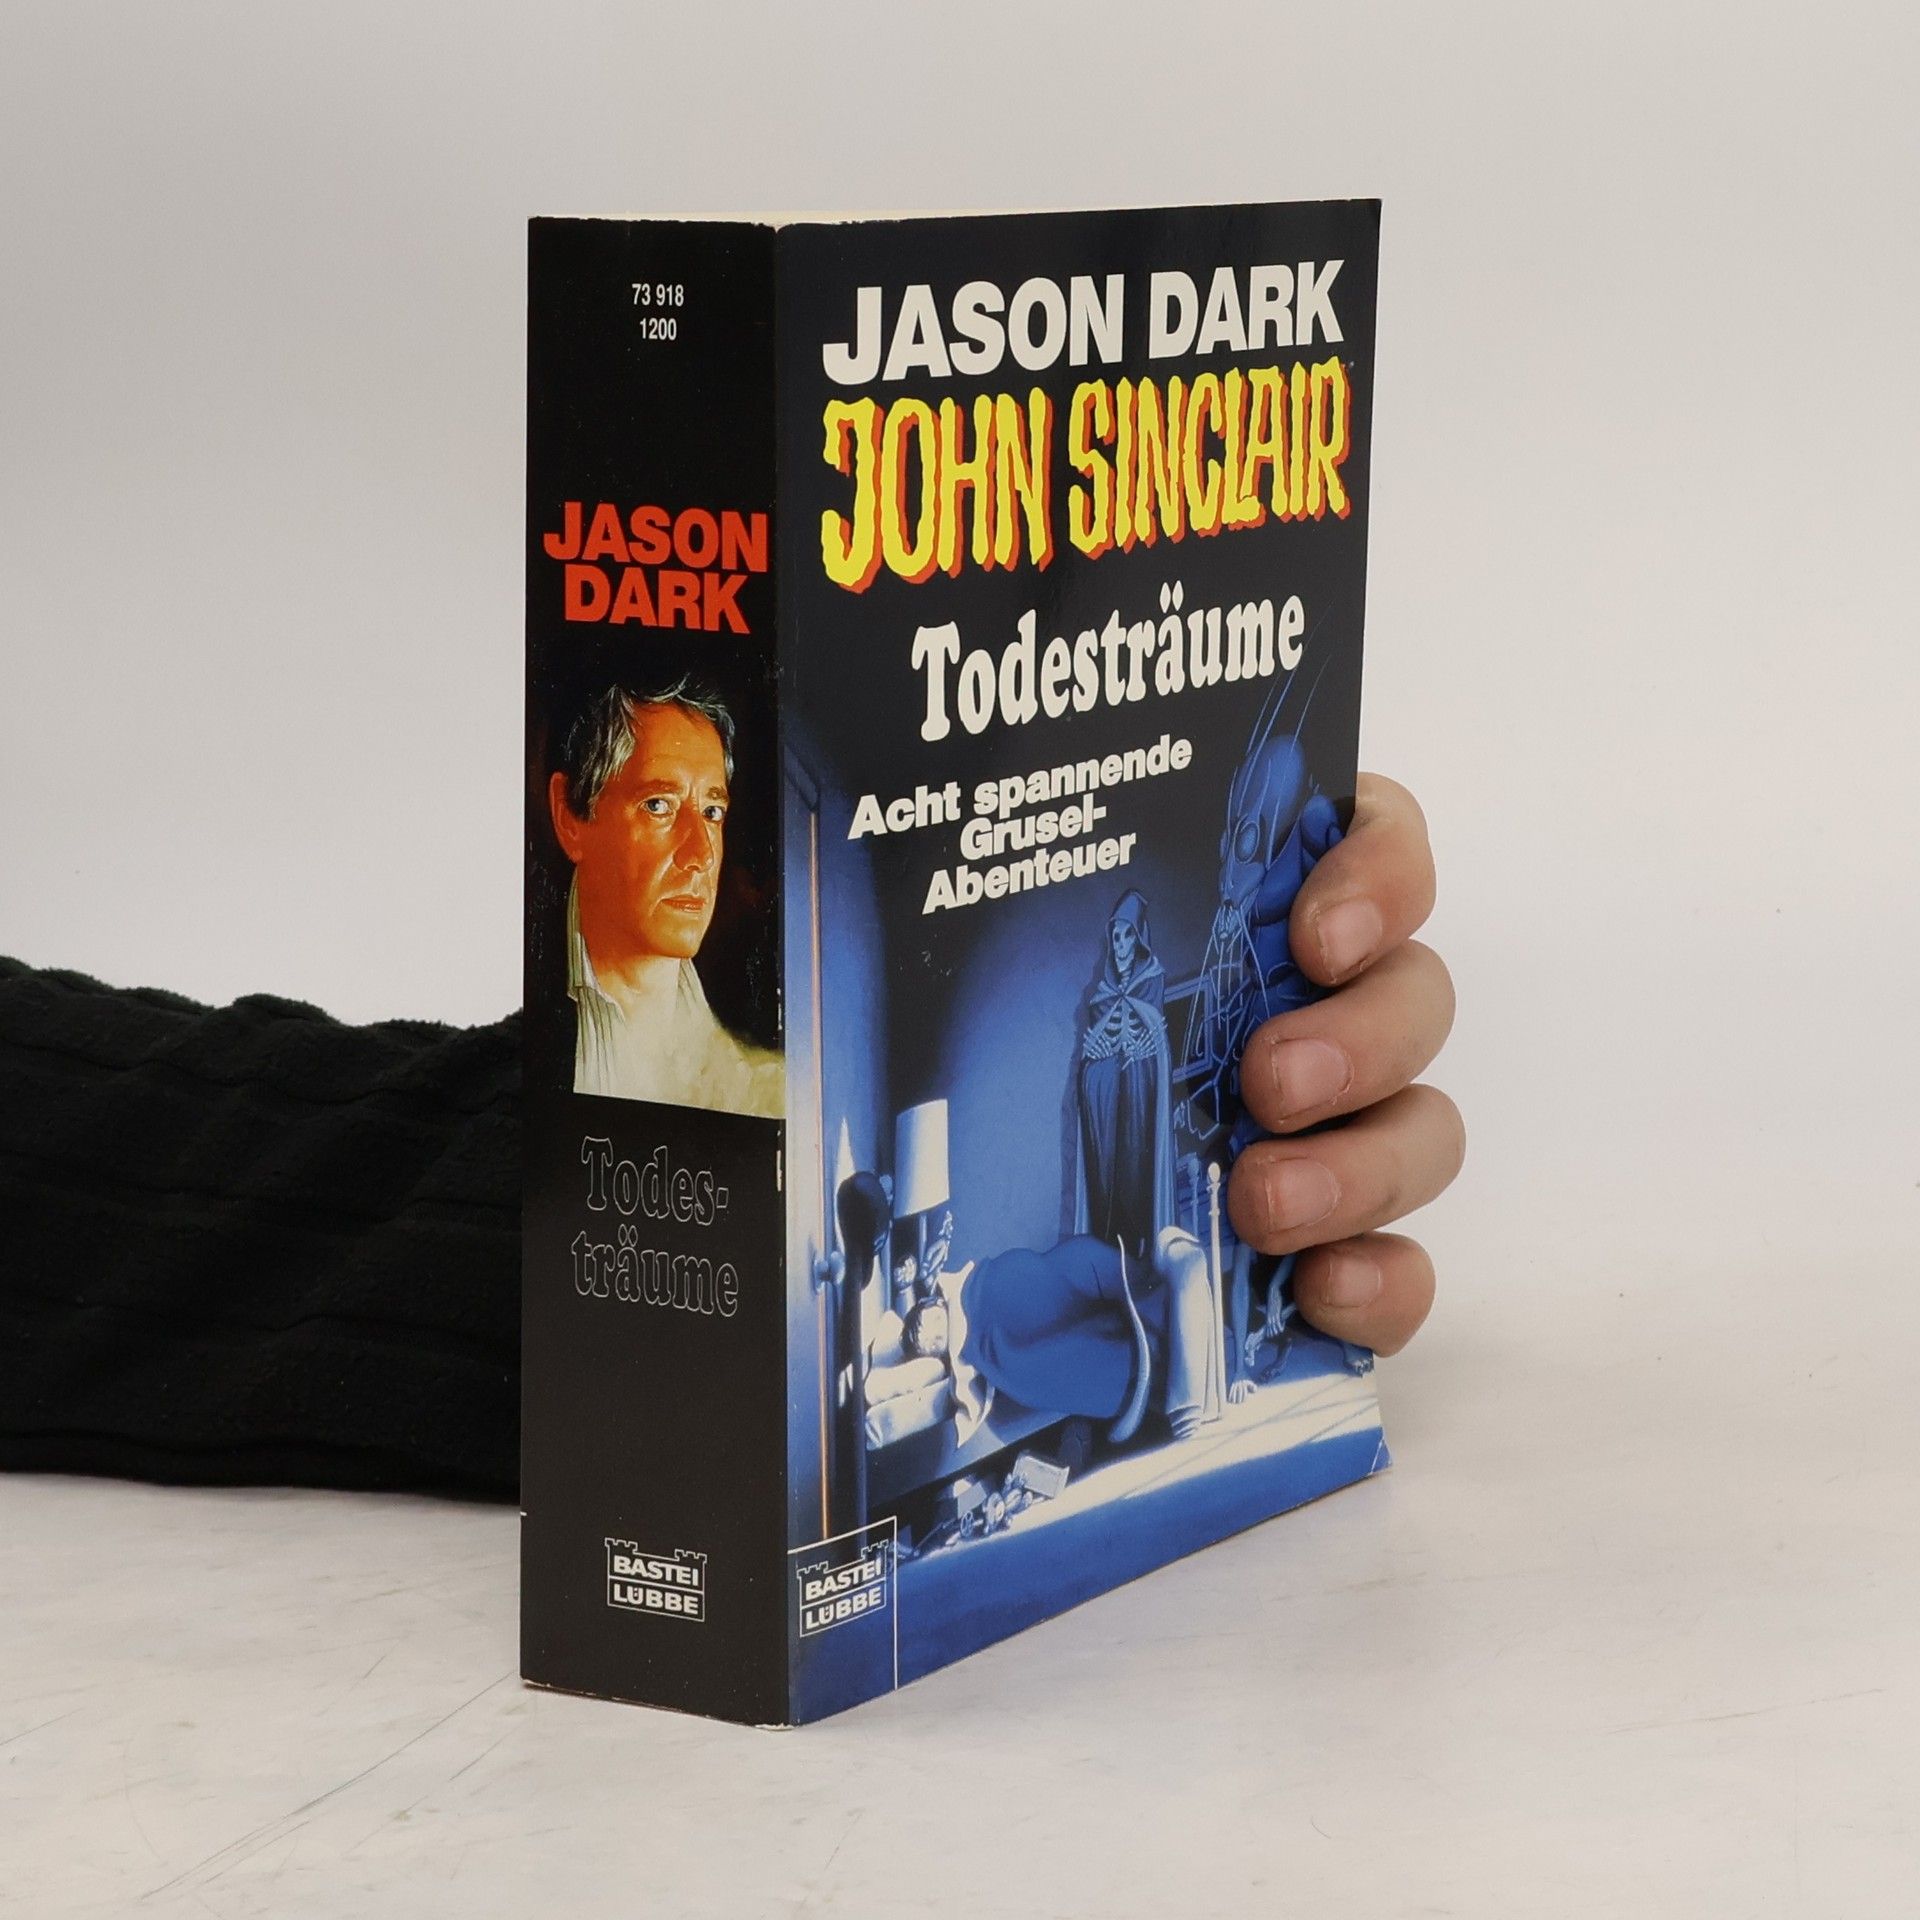 73 918
1200
JASON
DARK
Todes-
träume
BASTEI
LÜBBE
JASON DARK
JOHN SINCLAIR
Todesträume
Acht spannende
Grusel-
Abenteuer
BASTEI
LÜBBE